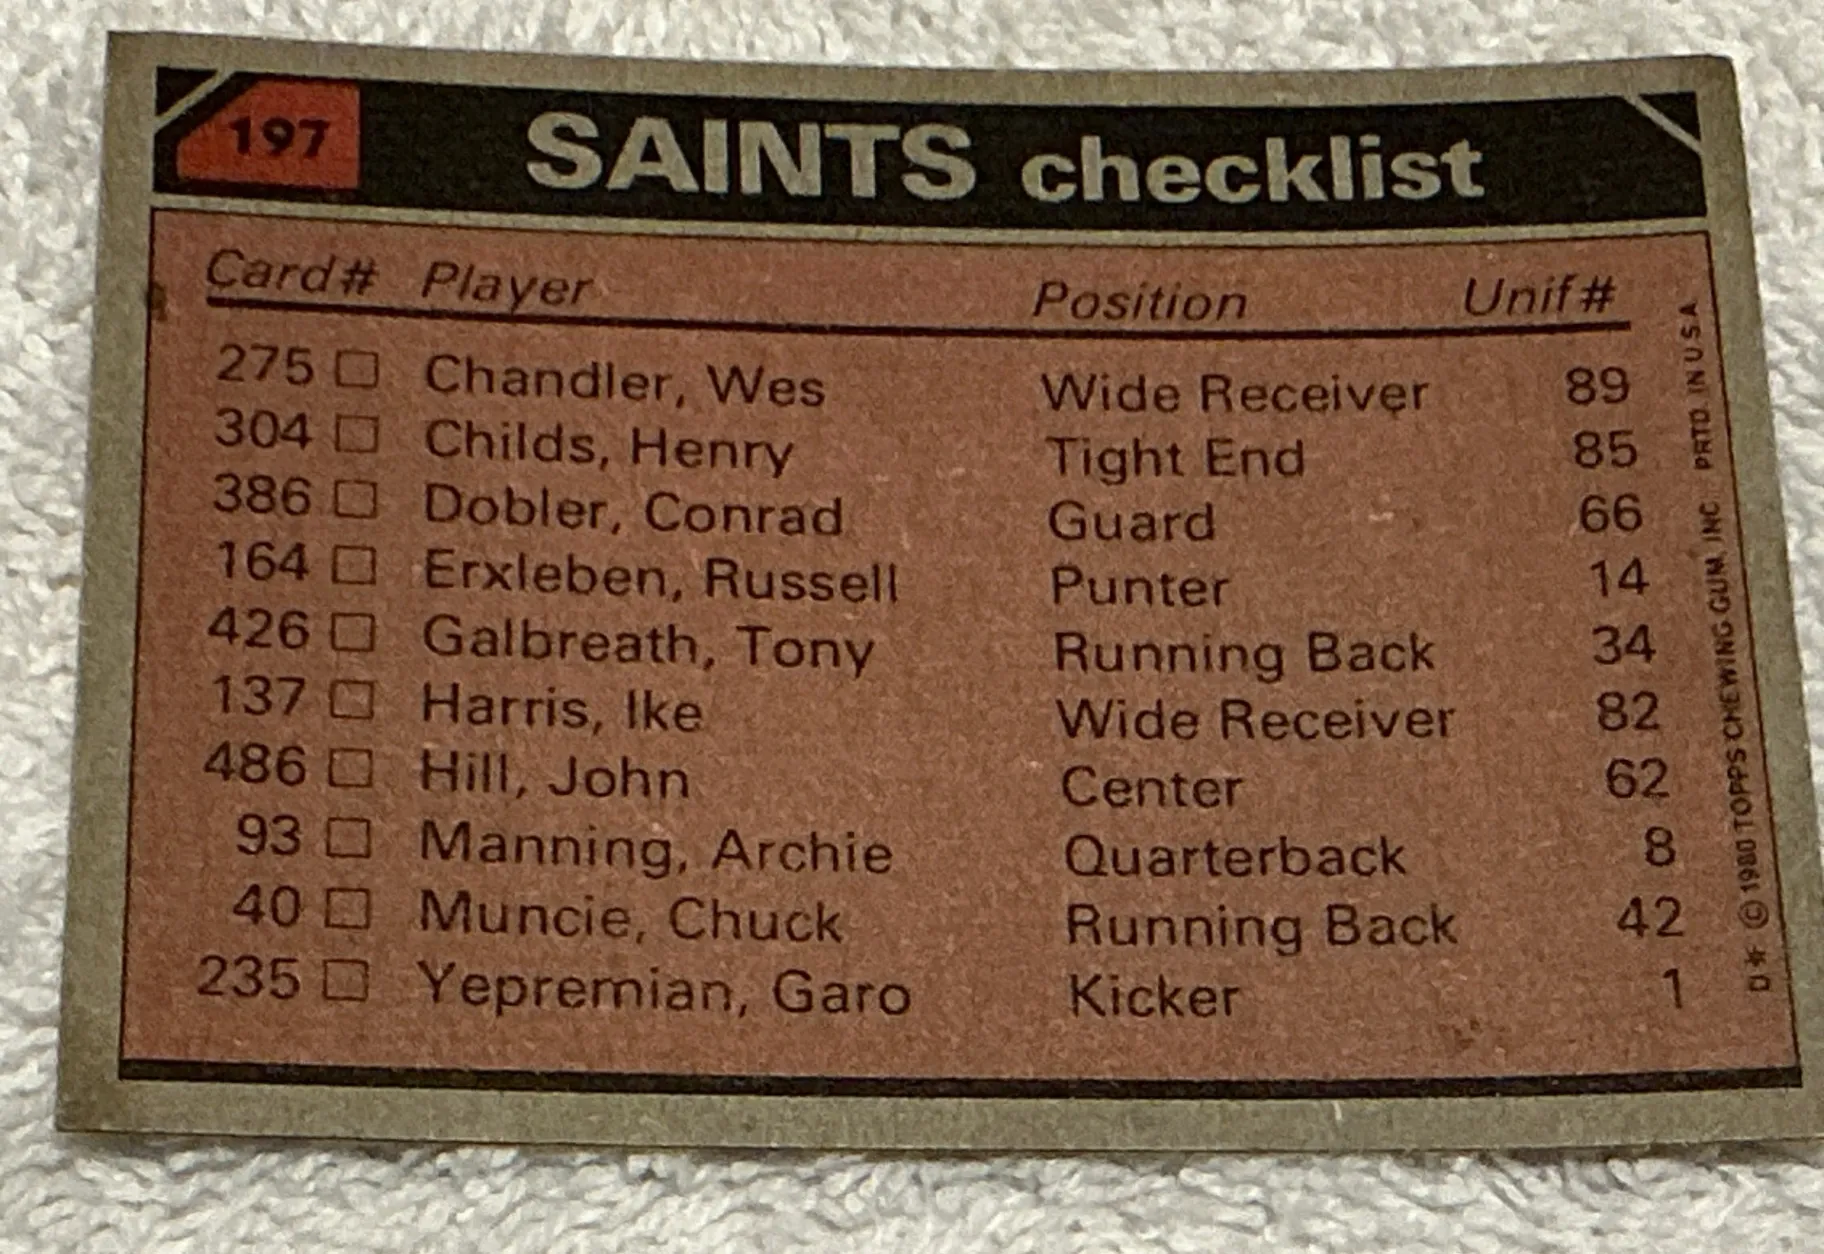 197 SAINTS checklist
Card# Player Position Unif#
275 Chandler, Wes Wide Receiver 89
304 Childs, Henry Tight End 85
386 Dobler, Conrad Guard 66
164 Erxleben, Russell Punter 14
426 Galbreath, Tony Running Back 34
137 Harris, Ike Wide Receiver 82
486 Hill, John Center 62
93 Manning, Archie Quarterback 8
40 Muncie, Chuck Running Back 42
235 Yepremian, Garo Kicker 1
D* © 1980 TOPPS CHEWING GUM, INC PRTD IN U S A